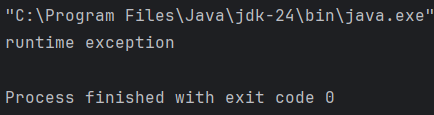 "C:\Program Files\Java\jdk-24\bin\java.exe"
runtime exception
Process finished with exit code 0